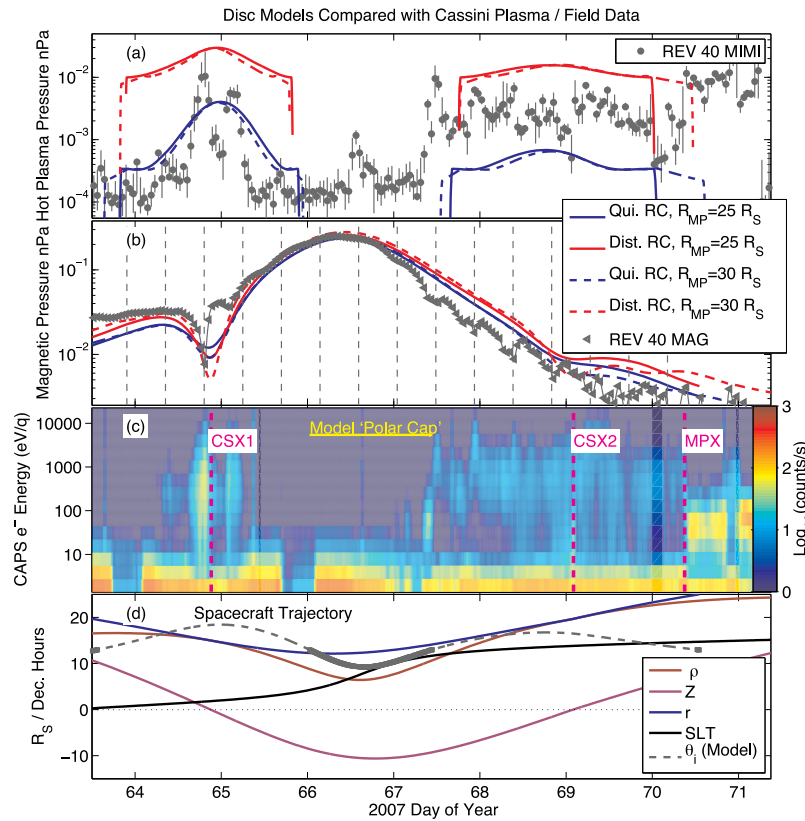 Disc Models Compared with Cassini Plasma / Field Data
(a)
REV 40 MIMI
Hot Plasma Pressure nPa
10⁻²
10⁻³
10⁻⁴
Qui. RC, R_MP=25 R_S
Dist. RC, R_MP=25 R_S
Qui. RC, R_MP=30 R_S
Dist. RC, R_MP=30 R_S
REV 40 MAG
(b)
Magnetic Pressure nPa
10⁻¹
10⁻²
(c)
Model 'Polar Cap'
CSX1
CSX2
MPX
CAPS e⁻ Energy (eV/q)
10000
1000
100
10
3
2
1
0
(counts/s)
(d)
Spacecraft Trajectory
R_S / Dec. Hours
20
10
0
−10
ρ
Z
r
SLT
θ_i (Model)
64 65 66 67 68 69 70 71
2007 Day of Year